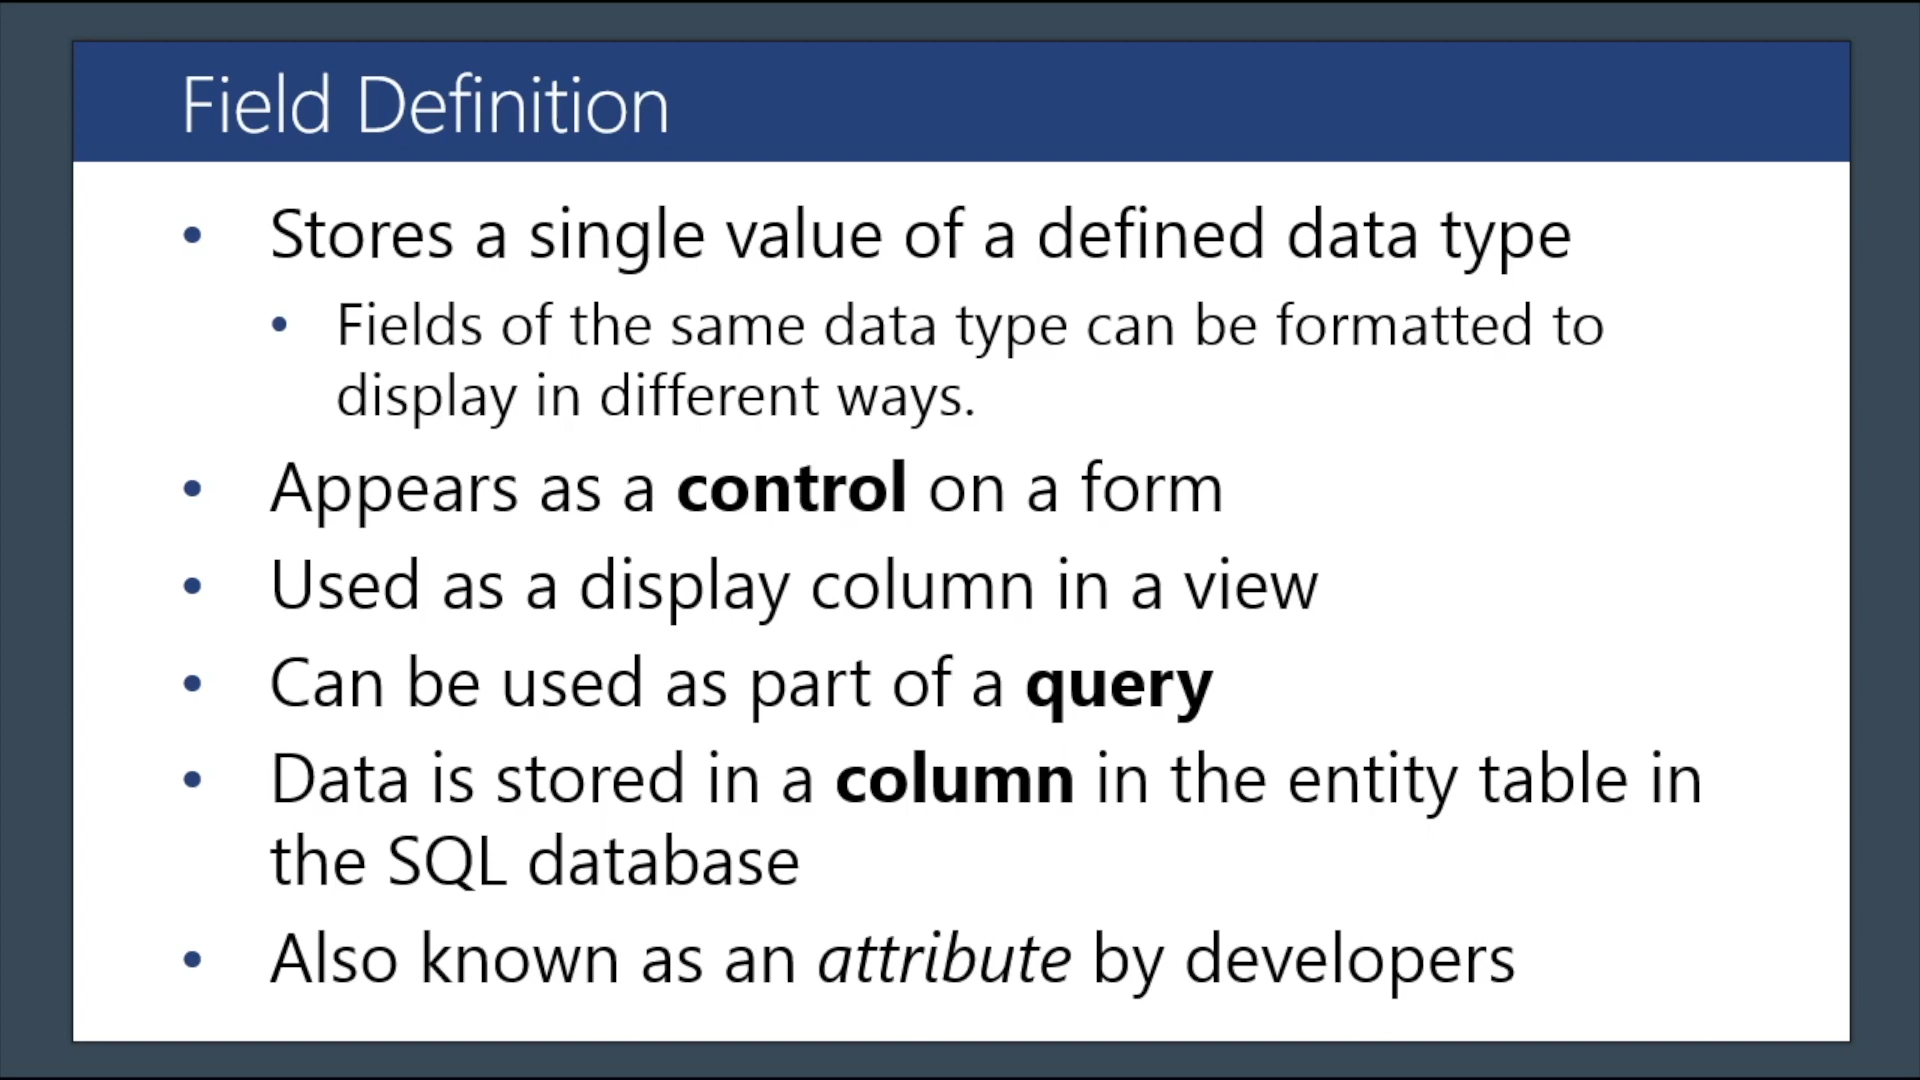 Field Definition
• Stores a single value of a defined data type
• Fields of the same data type can be formatted to
display in different ways.
• Appears as a control on a form
• Used as a display column in a view
• Can be used as part of a query
• Data is stored in a column in the entity table in
the SQL database
• Also known as an attribute by developers